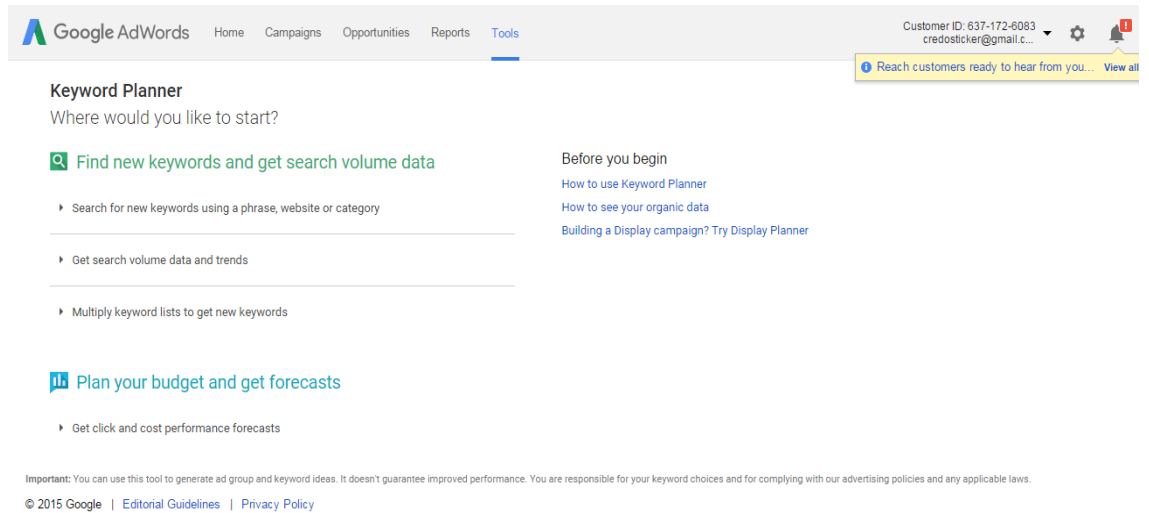 Google AdWords Home Campaigns Opportunities Reports Tools
Customer ID: 637-172-6083
credosticker@gmail.c...
Reach customers ready to hear from you... View all
Keyword Planner
Where would you like to start?
Find new keywords and get search volume data
Search for new keywords using a phrase, website or category
Get search volume data and trends
Multiply keyword lists to get new keywords
Plan your budget and get forecasts
Get click and cost performance forecasts
Before you begin
How to use Keyword Planner
How to see your organic data
Building a Display campaign? Try Display Planner
Important: You can use this tool to generate ad group and keyword ideas. It doesn't guarantee improved performance. You are responsible for your keyword choices and for complying with our advertising policies and any applicable laws.
© 2015 Google | Editorial Guidelines | Privacy Policy